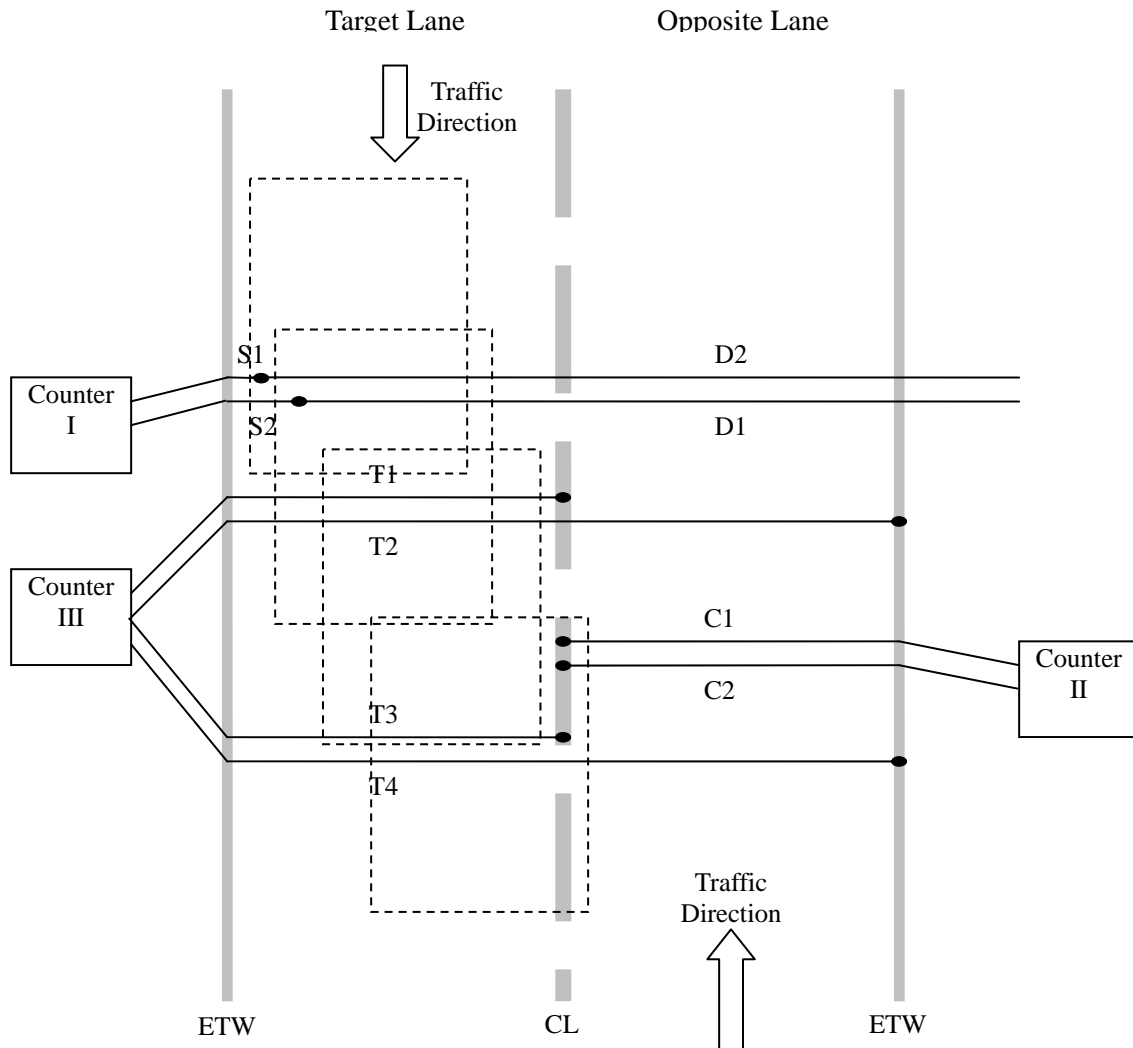 Target Lane
Opposite Lane
Traffic
Direction
S1
D2
Counter
I
S2
D1
T1
T2
Counter
III
C1
Counter
II
C2
T3
T4
Traffic
Direction
ETW
CL
ETW